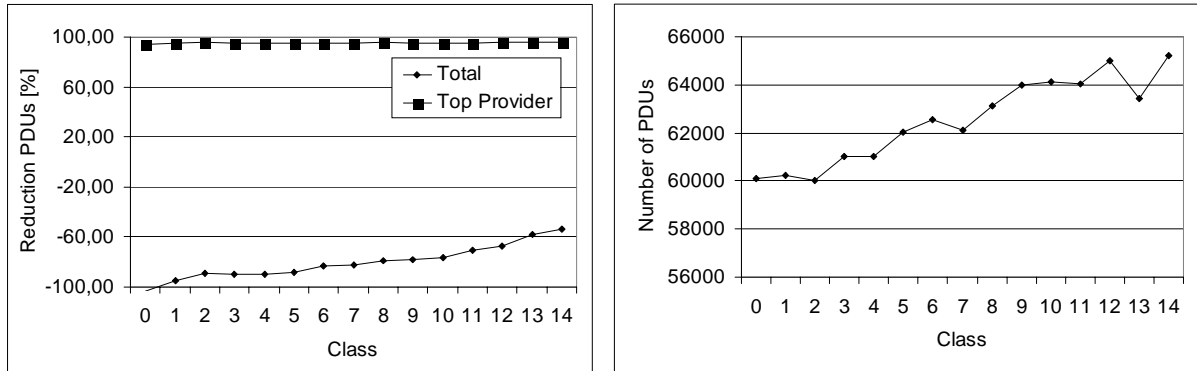 Reduction PDUs [%]
100,00
60,00
20,00
-20,00
-60,00
-100,00
Total
Top Provider
0 1 2 3 4 5 6 7 8 9 10 11 12 13 14
Class
Number of PDUs
66000
64000
62000
60000
58000
56000
0 1 2 3 4 5 6 7 8 9 10 11 12 13 14
Class